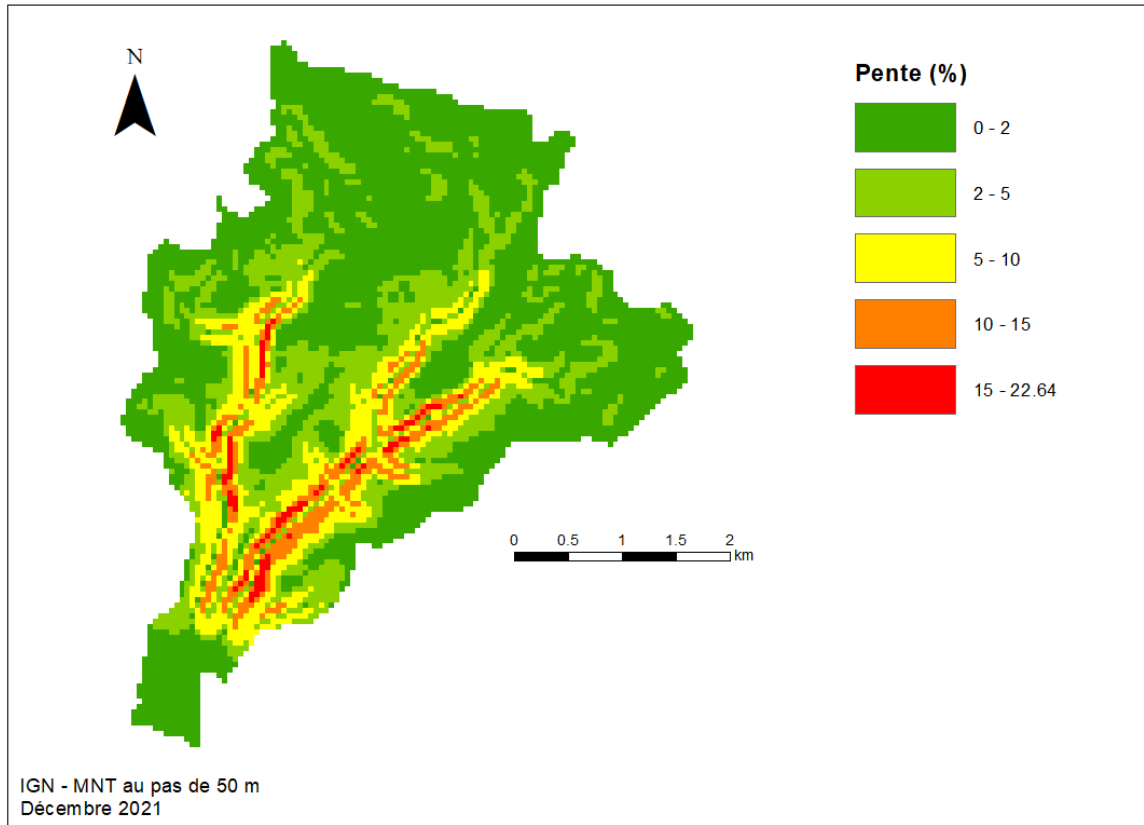 N
Pente (%)
0 - 2
2 - 5
5 - 10
10 - 15
15 - 22.64
0 0.5 1 1.5 2
km
IGN - MNT au pas de 50 m
Décembre 2021